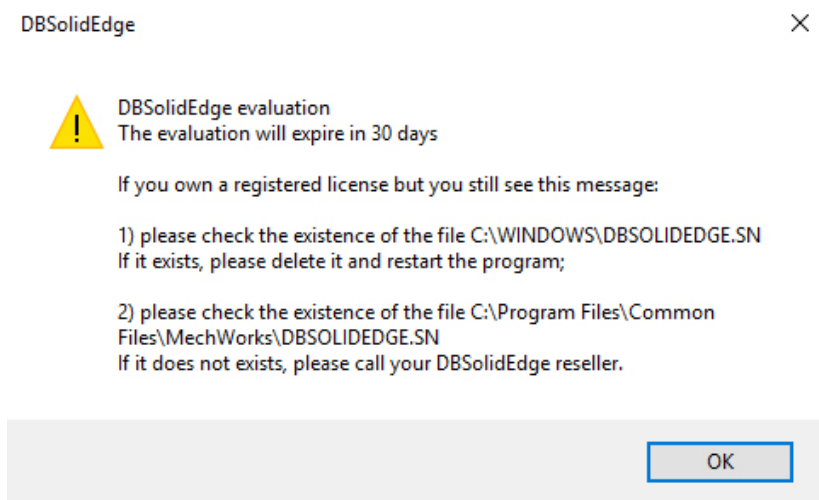 DBSolidEdge
DBSolidEdge evaluation
The evaluation will expire in 30 days
If you own a registered license but you still see this message:
1) please check the existence of the file C:\WINDOWS\DBSOLIDEDGE.SN
If it exists, please delete it and restart the program;
2) please check the existence of the file C:\Program Files\Common
Files\MechWorks\DBSOLIDEDGE.SN
If it does not exists, please call your DBSolidEdge reseller.
OK